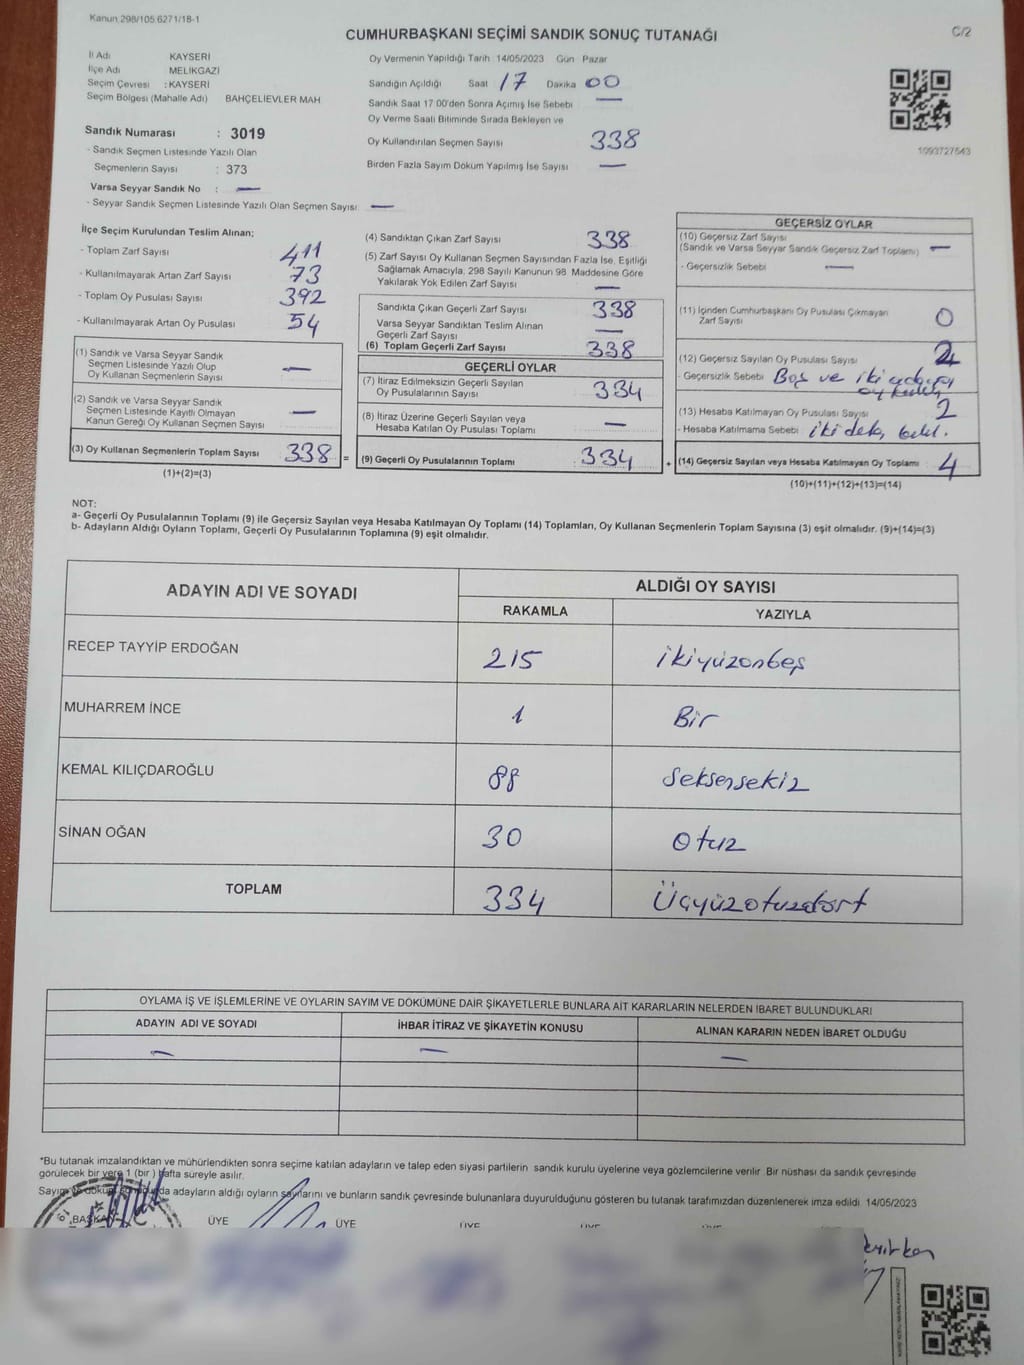 Kanun 298/105 6271/18-1
CUMHURBAŞKANI SEÇİMİ SANDIK SONUÇ TUTANAĞI
C/2
İl Adı KAYSERİ
İlçe Adı MELİKGAZİ
Seçim Çevresi : KAYSERİ
Seçim Bölgesi (Mahalle Adı) BAHÇELİEVLER MAH
Sandık Numarası : 3019
- Sandık Seçmen Listesinde Yazılı Olan
Seçmenlerin Sayısı : 373
Varsa Seyyar Sandık No : —
- Seyyar Sandık Seçmen Listesinde Yazılı Olan Seçmen Sayısı —
Oy Vermenin Yapıldığı Tarih 14/05/2023 Gün Pazar
Sandığın Açıldığı Saat 17 Dakika 00
Sandık Saat 17 00'den Sonra Açımış İse Sebebi —
Oy Verme Saati Bitiminde Sırada Bekleyen ve
Oy Kullandırılan Seçmen Sayısı 338
Birden Fazla Sayım Döküm Yapılmış İse Sayısı —
1093727643
İlçe Seçim Kurulundan Teslim Alınan;
- Toplam Zarf Sayısı 411
- Kullanılmayarak Artan Zarf Sayısı 73
- Toplam Oy Pusulası Sayısı 392
- Kullanılmayarak Artan Oy Pusulası 54
(1) Sandık ve Varsa Seyyar Sandık
Seçmen Listesinde Yazılı Olup
Oy Kullanan Seçmenlerin Sayısı —
(2) Sandık ve Varsa Seyyar Sandık
Seçmen Listesinde Kayıtlı Olmayan
Kanun Gereği Oy Kullanan Seçmen Sayısı —
(3) Oy Kullanan Seçmenlerin Toplam Sayısı 338 =
(1)+(2)=(3)
(4) Sandıktan Çıkan Zarf Sayısı 338
(5) Zarf Sayısı Oy Kullanan Seçmen Sayısından Fazla İse, Eşitliği
Sağlamak Amacıyla, 298 Sayılı Kanunun 98. Maddesine Göre
Yakılarak Yok Edilen Zarf Sayısı —
Sandıkta Çıkan Geçerli Zarf Sayısı 338
Varsa Seyyar Sandıktan Teslim Alınan
Geçerli Zarf Sayısı —
(6) Toplam Geçerli Zarf Sayısı 338
GEÇERLİ OYLAR
(7) İtiraz Edilmeksizin Geçerli Sayılan
Oy Pusulasının Sayısı 334
(8) İtiraz Üzerine Geçerli Sayılan veya
Hesaba Katılan Oy Pusulası Toplamı —
(9) Geçerli Oy Pusulalarının Toplamı 334 +
GEÇERSİZ OYLAR
(10) Geçersiz Zarf Sayısı
(Sandık ve Varsa Seyyar Sandık Geçersiz Zarf Toplamı) —
- Geçersizlik Sebebi —
(11) İçinden Cumhurbaşkanı Oy Pusulası Çıkmayan
Zarf Sayısı 0
(12) Geçersiz Sayılan Oy Pusulası Sayısı 2
- Geçersizlik Sebebi Boş ve iki adaya
oy
(13) Hesaba Katılmayan Oy Pusulası Sayısı 2
- Hesaba Katılmama Sebebi iki
(14) Geçersiz Sayılan veya Hesaba Katılmayan Oy Toplamı 4
(10)+(11)+(12)+(13)=(14)
NOT:
a- Geçerli Oy Pusulalarının Toplamı (9) ile Geçersiz Sayılan veya Hesaba Katılmayan Oy Toplamı (14) Toplamları, Oy Kullanan Seçmenlerin Toplam Sayısına (3) eşit olmalıdır. (9)+(14)=(3)
b- Adayların Aldığı Oyların Toplamı, Geçerli Oy Pusulalarının Toplamına (9) eşit olmalıdır.
ADAYIN ADI VE SOYADI ALDIĞI OY SAYISI
RAKAMLA YAZIYLA
RECEP TAYYİP ERDOĞAN 215 ikiyüzonbeş
MUHARREM İNCE 1 Bir
KEMAL KILIÇDAROĞLU 88 Seksensekiz
SİNAN OĞAN 30 Otuz
TOPLAM 334 Üçyüzotuzdört
OYLAMA İŞ VE İŞLEMLERİNE VE OYLARIN SAYIM VE DÖKÜMÜNE DAİR ŞİKAYETLERLE BUNLARA AİT KARARLARIN NELERDEN İBARET BULUNDUKLARI
ADAYIN ADI VE SOYADI İHBAR İTİRAZ VE ŞİKAYETİN KONUSU ALINAN KARARIN NEDEN İBARET OLDUĞU
— — —
*Bu tutanak imzalandıktan ve mühürlendikten sonra seçime katılan adayların ve talep eden siyasi partilerin sandık kurulu üyelerine veya gözlemcilerine verilir. Bir nüshası da sandık çevresinde
görülecek bir yere 1 (bir) hafta süreyle asılır.
Sayım ve döküm adayların aldığı oyların sayılarını ve bunların sandık çevresinde bulunanlara duyurulduğunu gösteren bu tutanak tarafımızdan düzenlenerek imza edildi 14/05/2023
BAŞKAN ÜYE ÜYE ÜYE ÜYE ÜYE